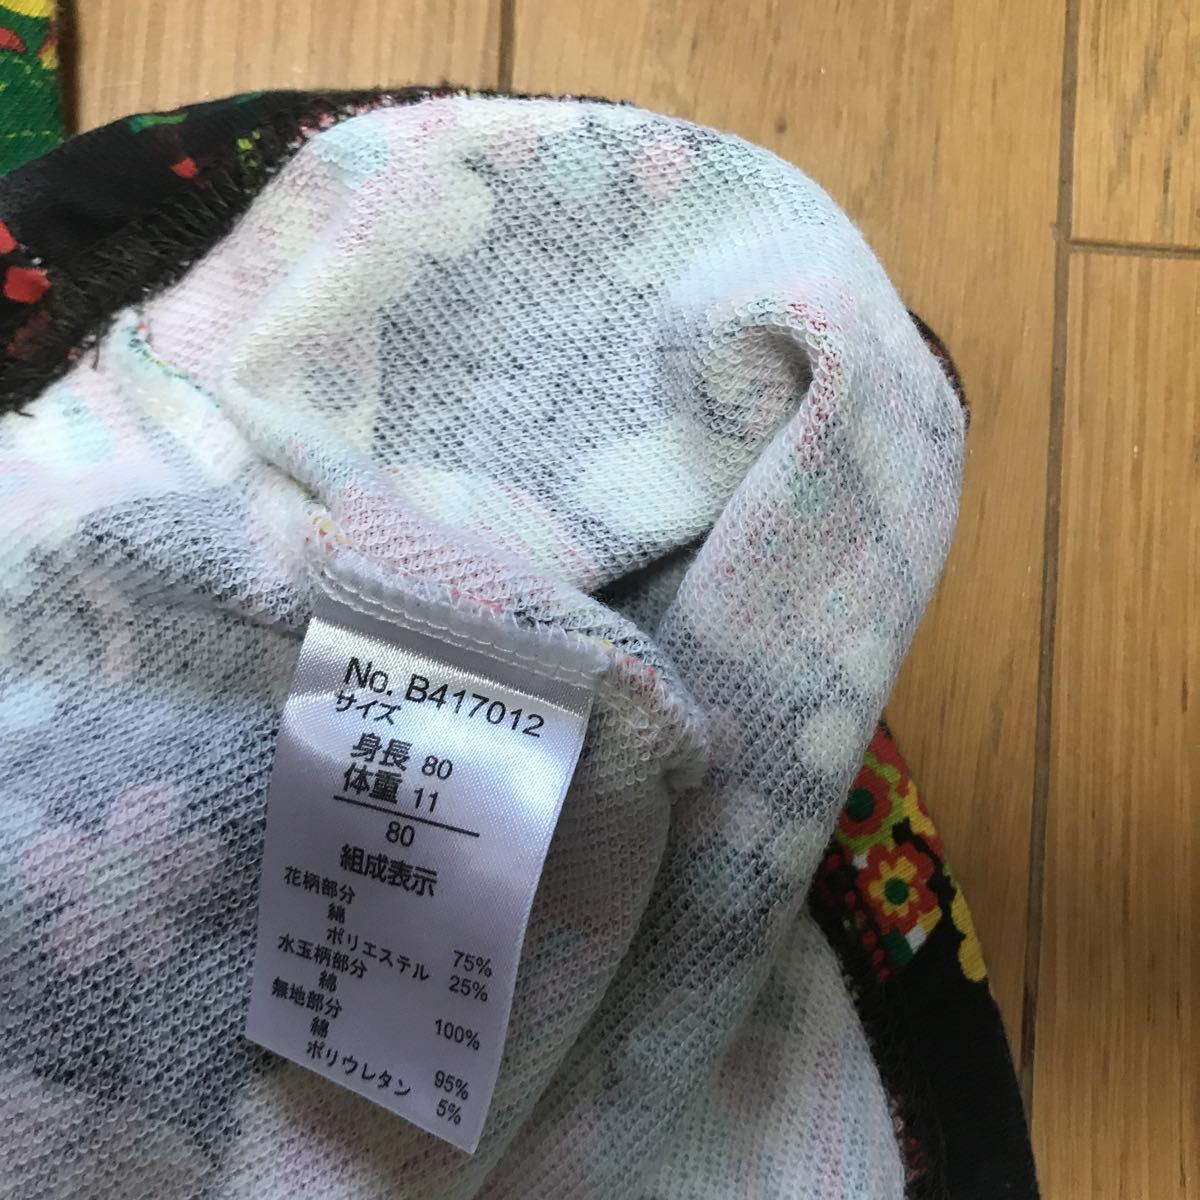 No. B417012
サイズ
身長 80
体重 11
80
組成表示
花柄部分
綿 75%
ポリエステル 25%
水玉柄部分
綿 100%
無地部分
綿 95%
ポリウレタン 5%